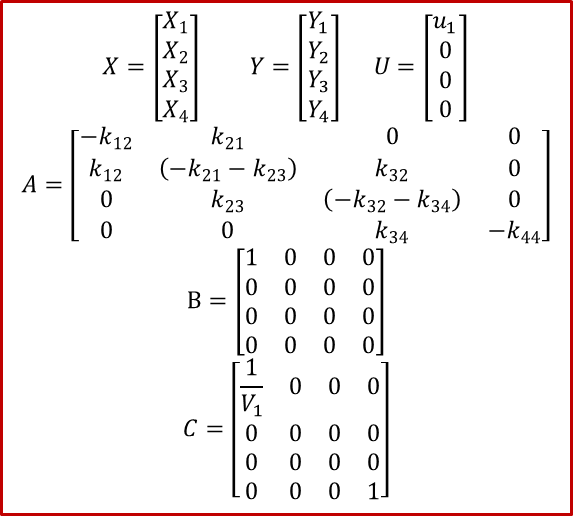 X = [X₁ X₂ X₃ X₄] Y = [Y₁ Y₂ Y₃ Y₄] U = [u₁ 0 0 0]
A =
−k₁₂ k₂₁ 0 0
k₁₂ (−k₂₁ − k₂₃) k₃₂ 0
0 k₂₃ (−k₃₂ − k₃₄) 0
0 0 k₃₄ −k₄₄
B =
1 0 0 0
0 0 0 0
0 0 0 0
0 0 0 0
C =
1/V₁ 0 0 0
0 0 0 0
0 0 0 0
0 0 0 1